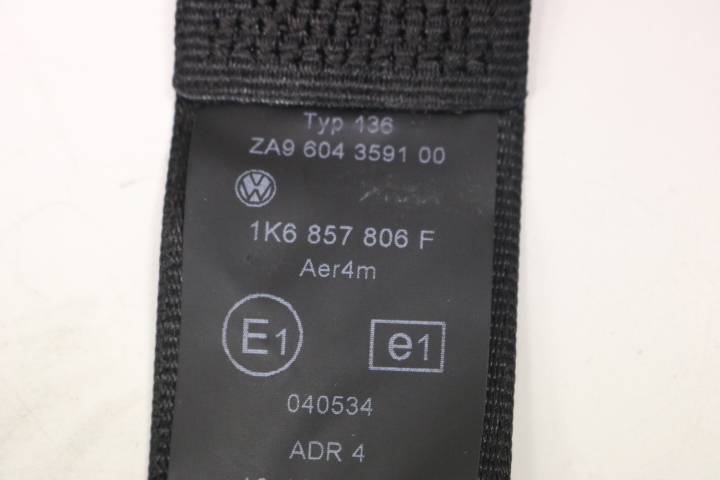 Typ 136
ZA9 604 3591 00
1K6 857 806 F
Aer4m
E1 e1
040534
ADR 4